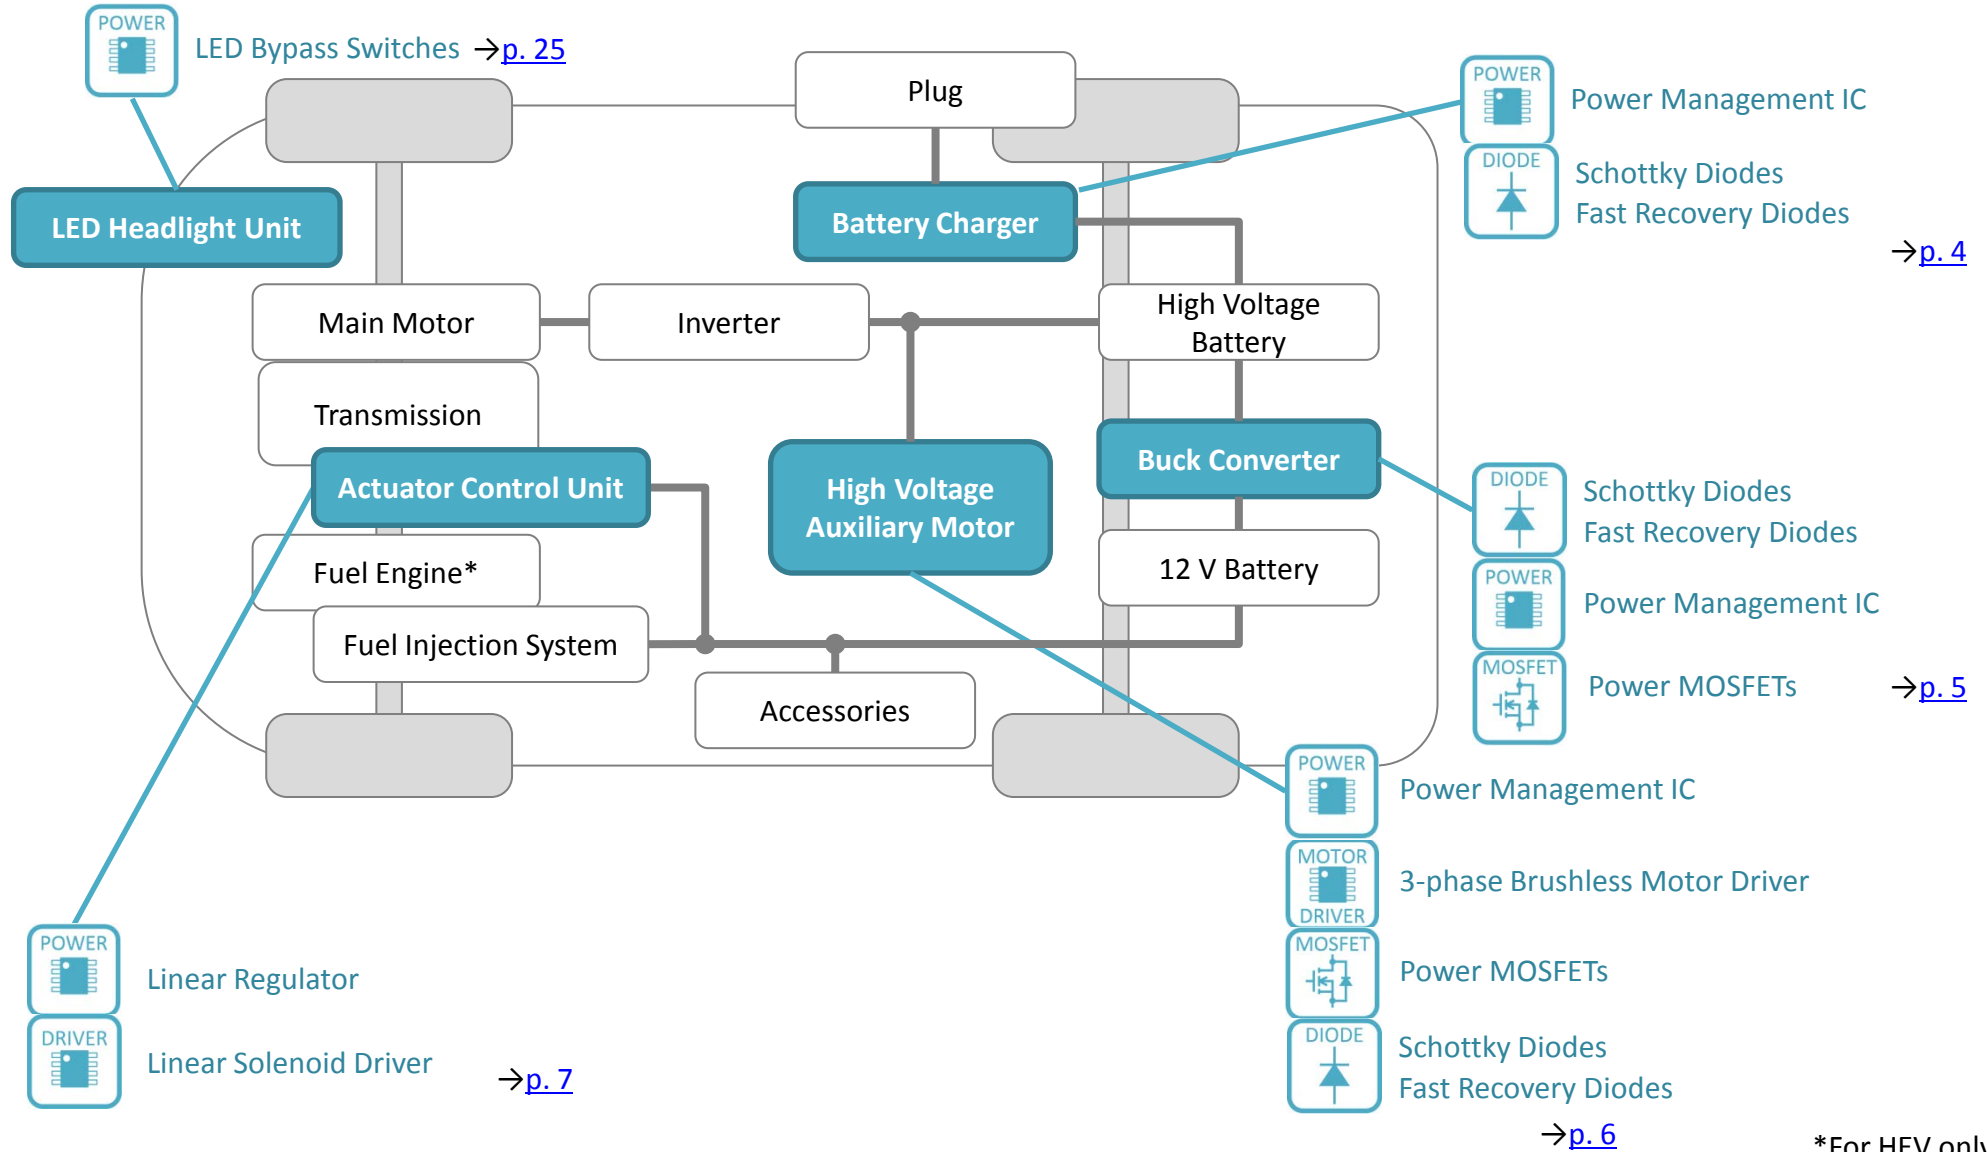 POWER
LED Bypass Switches →p. 25
Plug
POWER
Power Management IC
DIODE
Schottky Diodes
Fast Recovery Diodes
→p. 4
LED Headlight Unit
Battery Charger
Main Motor
Inverter
High Voltage
Battery
Transmission
Actuator Control Unit
High Voltage
Auxiliary Motor
Buck Converter
DIODE
Schottky Diodes
Fast Recovery Diodes
POWER
Power Management IC
MOSFET
Power MOSFETs
→p. 5
Fuel Engine*
12 V Battery
Fuel Injection System
Accessories
POWER
Power Management IC
MOTOR
DRIVER
3-phase Brushless Motor Driver
MOSFET
Power MOSFETs
DIODE
Schottky Diodes
Fast Recovery Diodes
→p. 6
POWER
Linear Regulator
DRIVER
Linear Solenoid Driver
→p. 7
*For HEV only